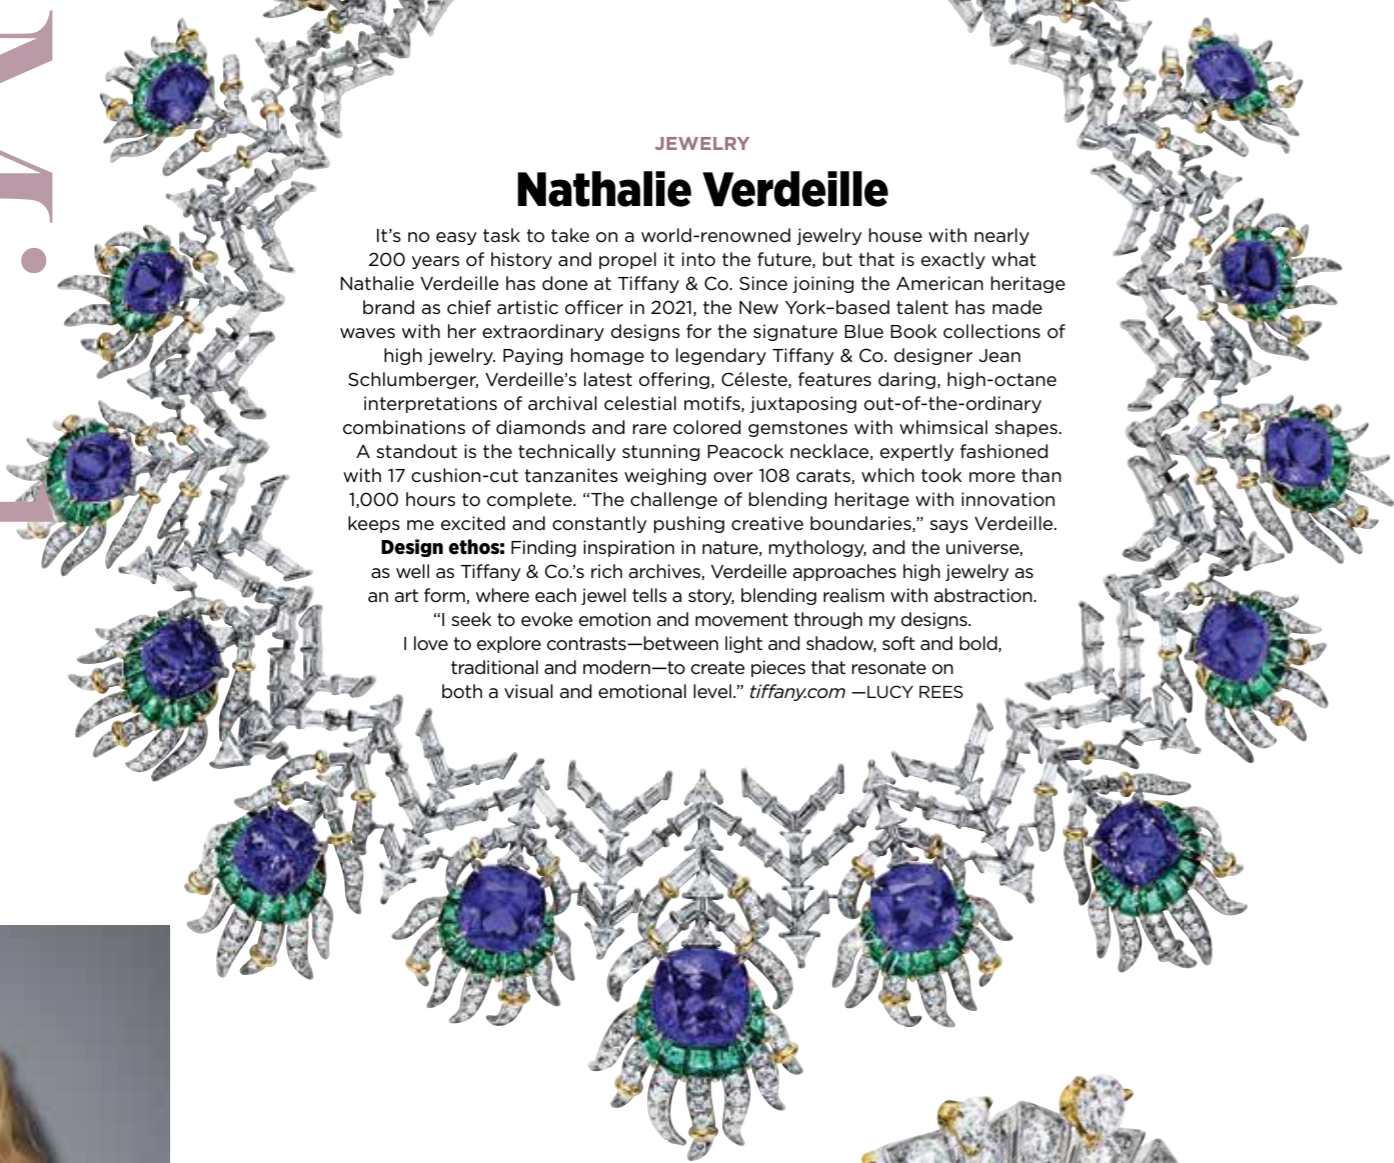 JEWELRY
Nathalie Verdeille
It’s no easy task to take on a world-renowned jewelry house with nearly
200 years of history and propel it into the future, but that is exactly what
Nathalie Verdeille has done at Tiffany & Co. Since joining the American heritage
brand as chief artistic officer in 2021, the New York–based talent has made
waves with her extraordinary designs for the signature Blue Book collections of
high jewelry. Paying homage to legendary Tiffany & Co. designer Jean
Schlumberger, Verdeille’s latest offering, Céleste, features daring, high-octane
interpretations of archival celestial motifs, juxtaposing out-of-the-ordinary
combinations of diamonds and rare colored gemstones with whimsical shapes.
A standout is the technically stunning Peacock necklace, expertly fashioned
with 17 cushion-cut tanzanites weighing over 108 carats, which took more than
1,000 hours to complete. “The challenge of blending heritage with innovation
keeps me excited and constantly pushing creative boundaries,” says Verdeille.
Design ethos: Finding inspiration in nature, mythology, and the universe,
as well as Tiffany & Co.’s rich archives, Verdeille approaches high jewelry as
an art form, where each jewel tells a story, blending realism with abstraction.
“I seek to evoke emotion and movement through my designs.
I love to explore contrasts—between light and shadow, soft and bold,
traditional and modern—to create pieces that resonate on
both a visual and emotional level.” tiffany.com —LUCY REES